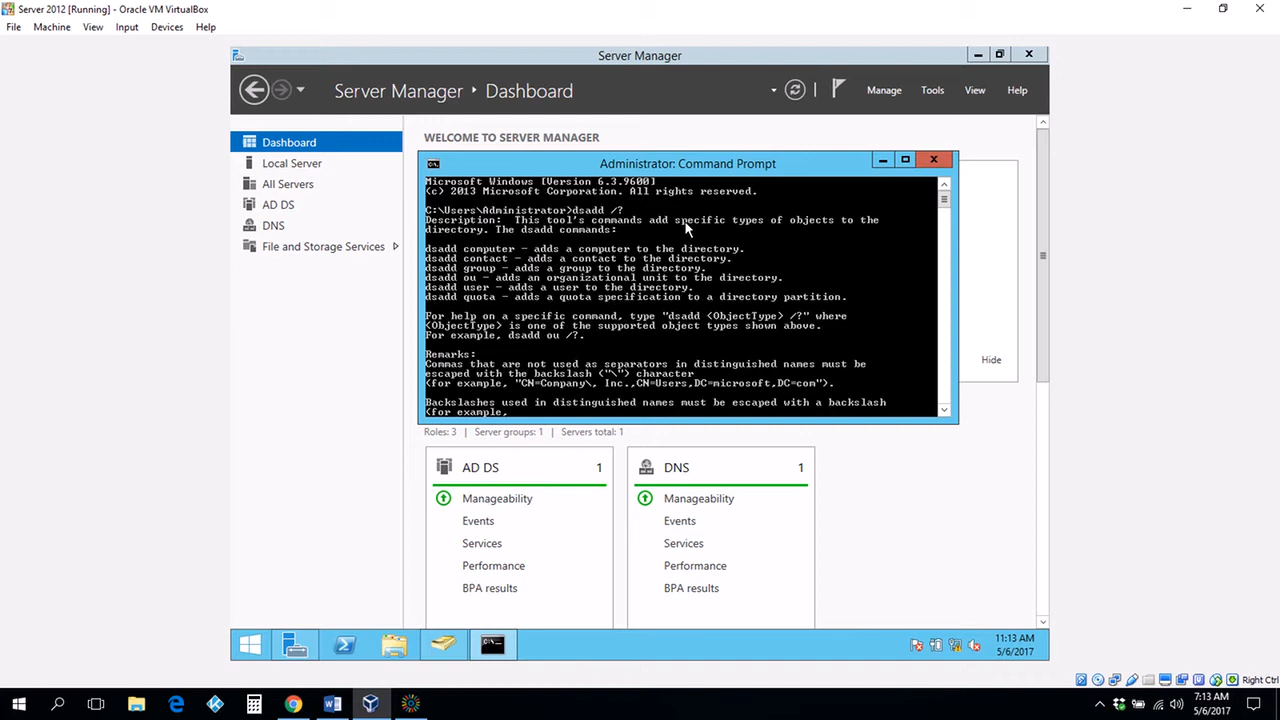 Server 2012 [Running] - Oracle VM VirtualBox
File Machine View Input Devices Help
Server Manager
Server Manager • Dashboard
Manage Tools View Help
Dashboard
Local Server
All Servers
AD DS
DNS
File and Storage Services
WELCOME TO SERVER MANAGER
Administrator: Command Prompt
Microsoft Windows [Version 6.3.9600]
(c) 2013 Microsoft Corporation. All rights reserved.
C:\Users\Administrator>dsadd /?
Description: This tool's commands add specific types of objects to the
directory. The dsadd commands:
dsadd computer - adds a computer to the directory.
dsadd contact - adds a contact to the directory.
dsadd group - adds a group to the directory.
dsadd ou - adds an organizational unit to the directory.
dsadd user - adds a user to the directory.
dsadd quota - adds a quota specification to a directory partition.
For help on a specific command, type "dsadd <ObjectType> /?" where
<ObjectType> is one of the supported object types shown above.
For example, dsadd ou /?.
Remarks:
Commas that are not used as separators in distinguished names must be
escaped with the backslash ("\") character
(for example, "CN=Company\, Inc.,CN=Users,DC=microsoft,DC=com").
Backslashes used in distinguished names must be escaped with a backslash
(for example,
Hide
Roles: 3 | Server groups: 1 | Servers total: 1
AD DS 1
Manageability
Events
Services
Performance
BPA results
DNS 1
Manageability
Events
Services
Performance
BPA results
11:13 AM
5/6/2017
Right Ctrl
7:13 AM
5/6/2017